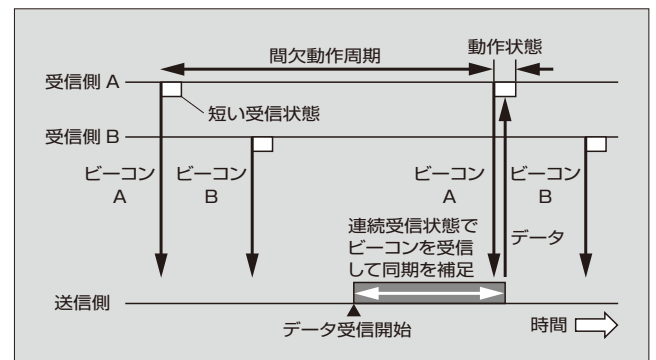 間欠動作周期
動作状態
受信側 A
短い受信状態
受信側 B
ビーコン
A
ビーコン
B
ビーコン
A
ビーコン
B
連続受信状態で
ビーコンを受信
して同期を補足
データ
送信側
データ受信開始
時間